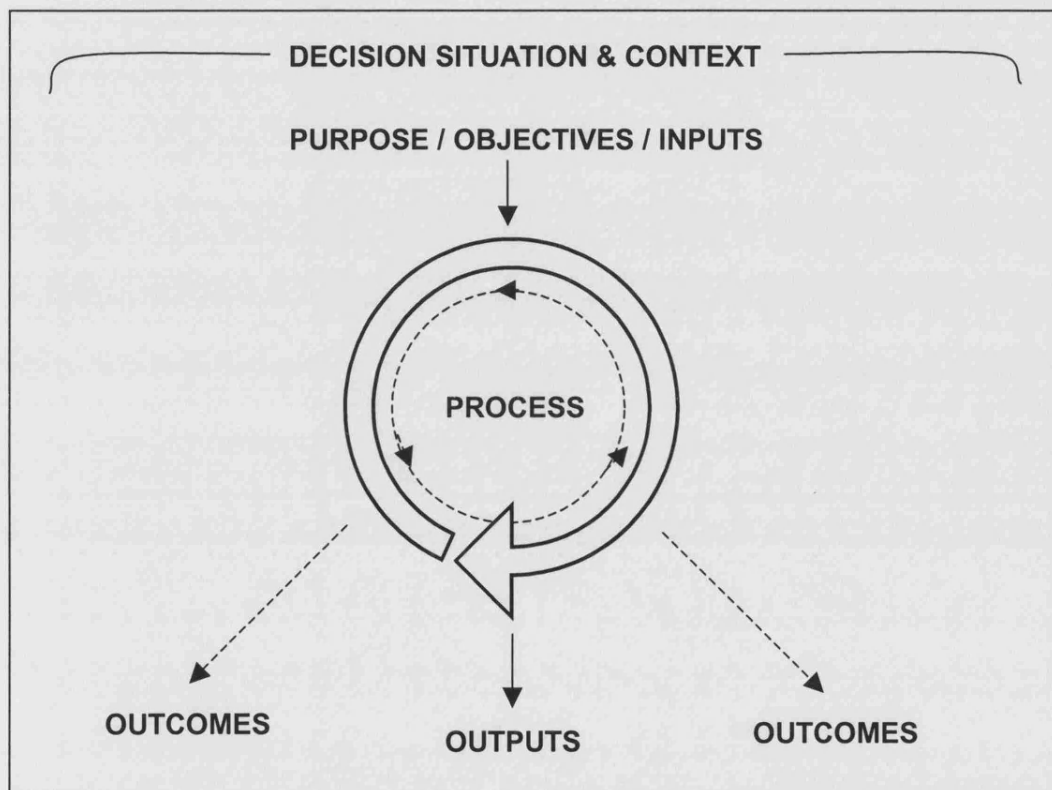 DECISION SITUATION & CONTEXT
PURPOSE / OBJECTIVES / INPUTS
PROCESS
OUTCOMES
OUTPUTS
OUTCOMES